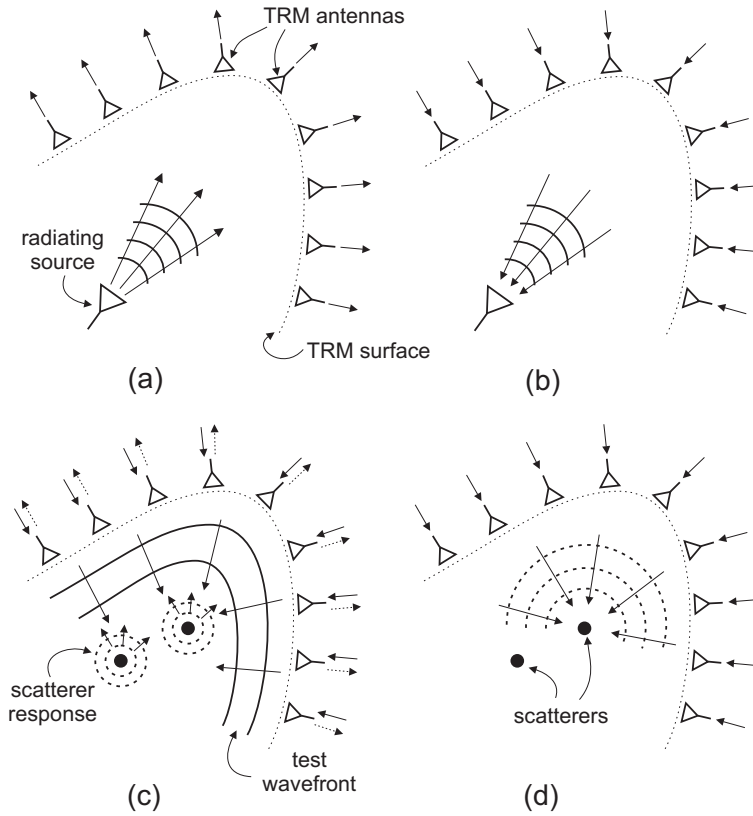 TRM antennas
radiating
source
TRM surface
(a)
(b)
scatterer
response
test
wavefront
scatterers
(c)
(d)